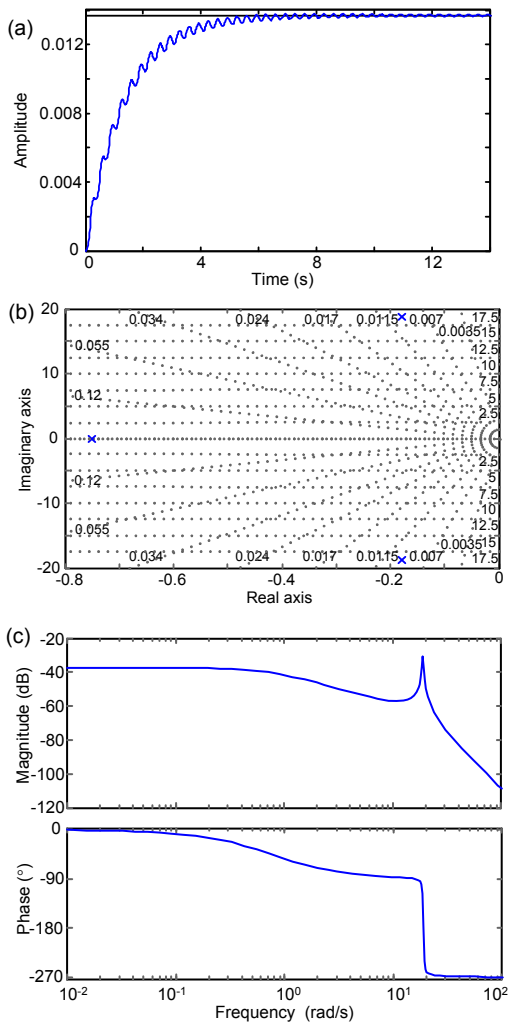 (a)
0.012
0.008
0.004
0
Amplitude
0 2 4 6 8 10 12
Time (s)
(b)
20
10
0
-10
-20
Imaginary axis
0.034 0.024 0.017 0.0115 0.007 17.5
0.0035 15
0.055 12.5
10
0.12 7.5
5
2.5
2.5
0.12 5
7.5
10
0.055 12.5
0.0035 15
0.034 0.024 0.017 0.0115 0.007 17.5
-0.8 -0.6 -0.4 -0.2 0
Real axis
(c)
-20
-40
-60
-80
-100
-120
Magnitude (dB)
0
-90
-180
-270
Phase (°)
10-2 10-1 100 101 102
Frequency (rad/s)